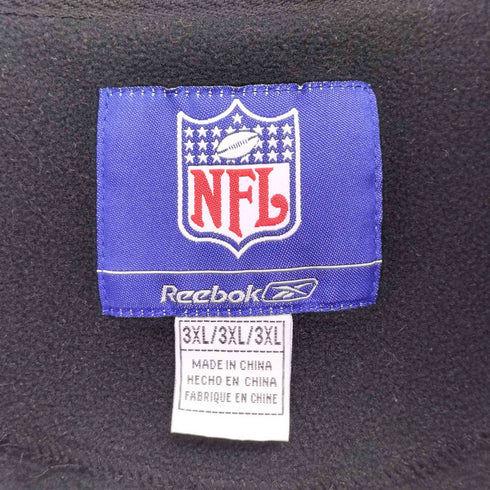 NFL
Reebok
3XL/3XL/3XL
MADE IN CHINA
HECHO EN CHINA
FABRIQUE EN CHINE